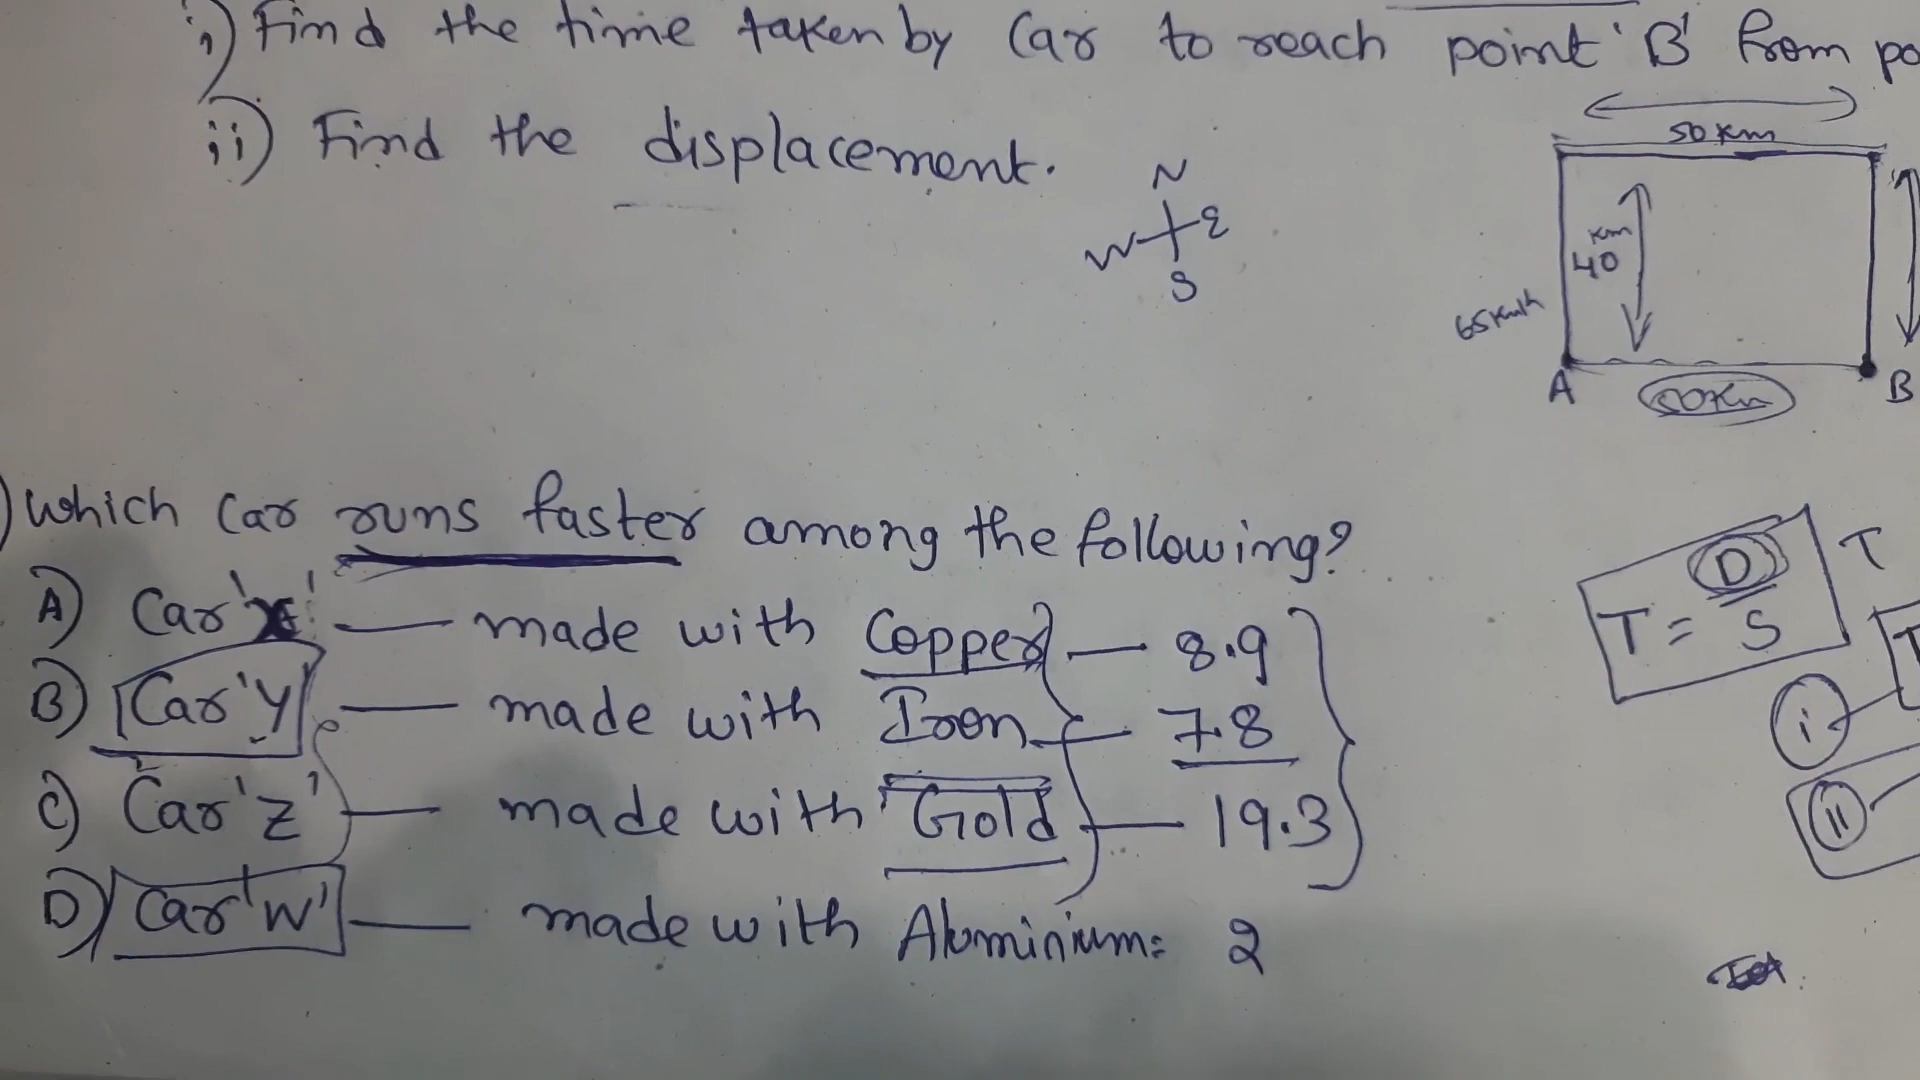 i) Find the time taken by Car to reach point 'B' from po
ii) Find the displacement.
N
W E
S
50 km
km
40
65km/h
A
50Km
B
) Which Car runs faster among the following?
A) Car 'X' — made with Copper — 8.9
B) Car 'Y' — made with Iron — 7.8
C) Car 'Z' — made with Gold — 19.3
D) Car 'W' — made with Aluminium = 2
T = D/S
T
i
ii